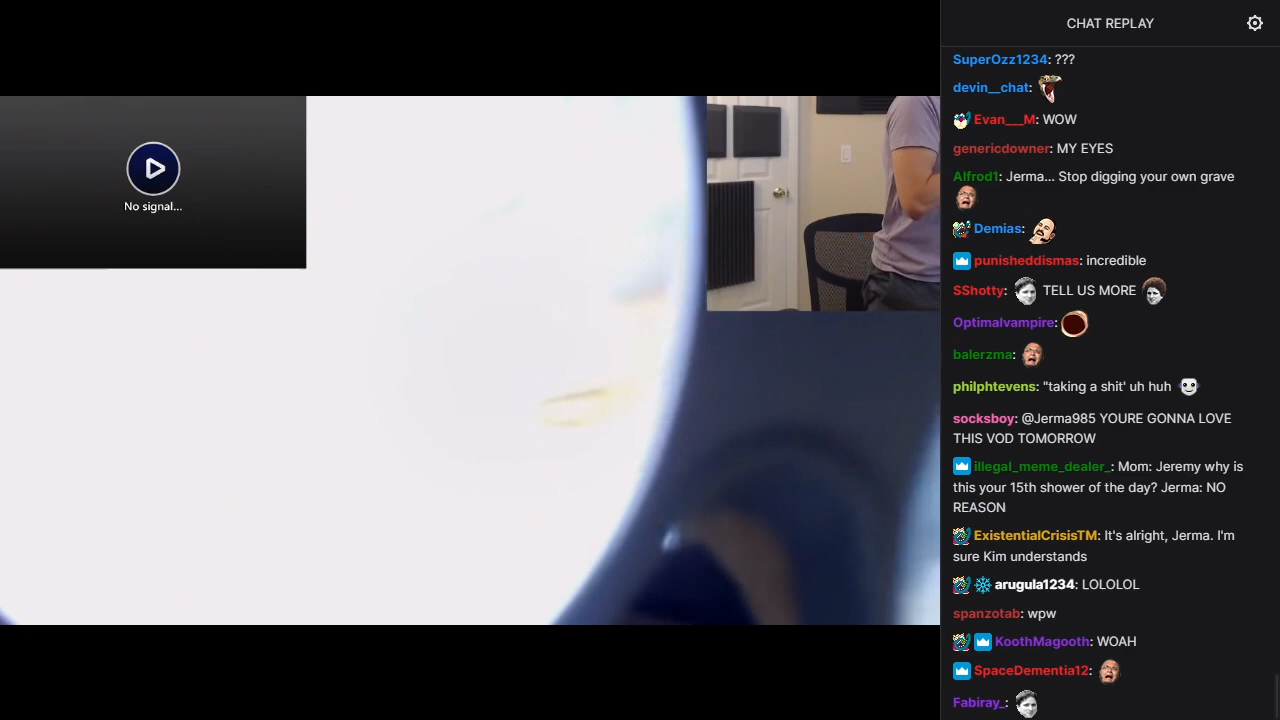 CHAT REPLAY
SuperOzz1234: ???
devin__chat:
No signal...
Evan___M: WOW
genericdowner: MY EYES
Alfrod1: Jerma... Stop digging your own grave
Demias:
punisheddismas: incredible
SShotty: TELL US MORE
Optimalvampire:
balerzma:
philphtevens: "taking a shit' uh huh
socksboy: @Jerma985 YOURE GONNA LOVE
THIS VOD TOMORROW
illegal_meme_dealer_: Mom: Jeremy why is
this your 15th shower of the day? Jerma: NO
REASON
ExistentialCrisisTM: It's alright, Jerma. I'm
sure Kim understands
arugula1234: LOLOLOL
spanzotab: wpw
KoothMagooth: WOAH
SpaceDementia12:
Fabiray_: